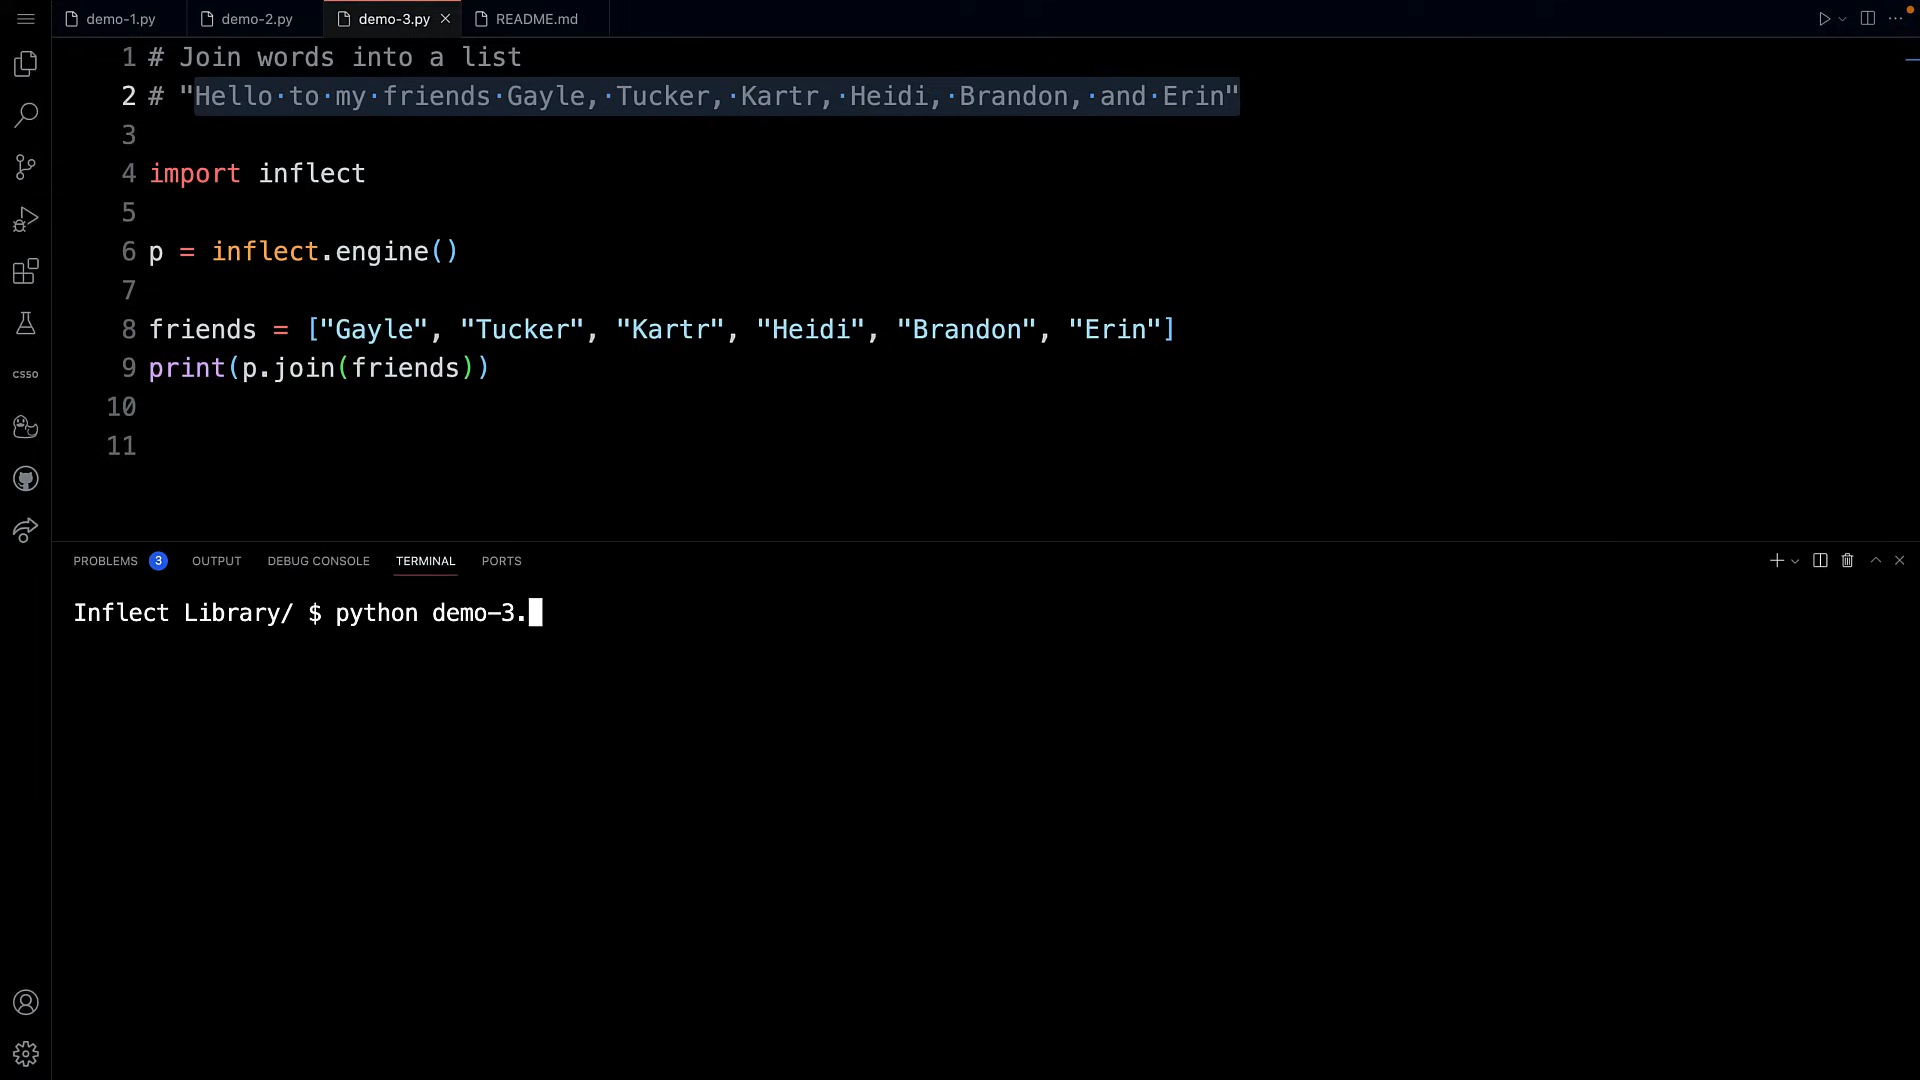 demo-1.py demo-2.py demo-3.py README.md
1 # Join words into a list
2 # "Hello·to·my·friends·Gayle,·Tucker,·Kartr,·Heidi,·Brandon,·and·Erin"
3
4 import inflect
5
6 p = inflect.engine()
7
8 friends = ["Gayle", "Tucker", "Kartr", "Heidi", "Brandon", "Erin"]
9 print(p.join(friends))
10
11
csso
PROBLEMS 3 OUTPUT DEBUG CONSOLE TERMINAL PORTS
Inflect Library/ $ python demo-3.